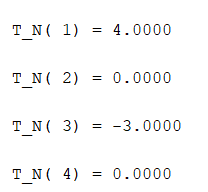 T_N( 1) = 4.0000
T_N( 2) = 0.0000
T_N( 3) = -3.0000
T_N( 4) = 0.0000